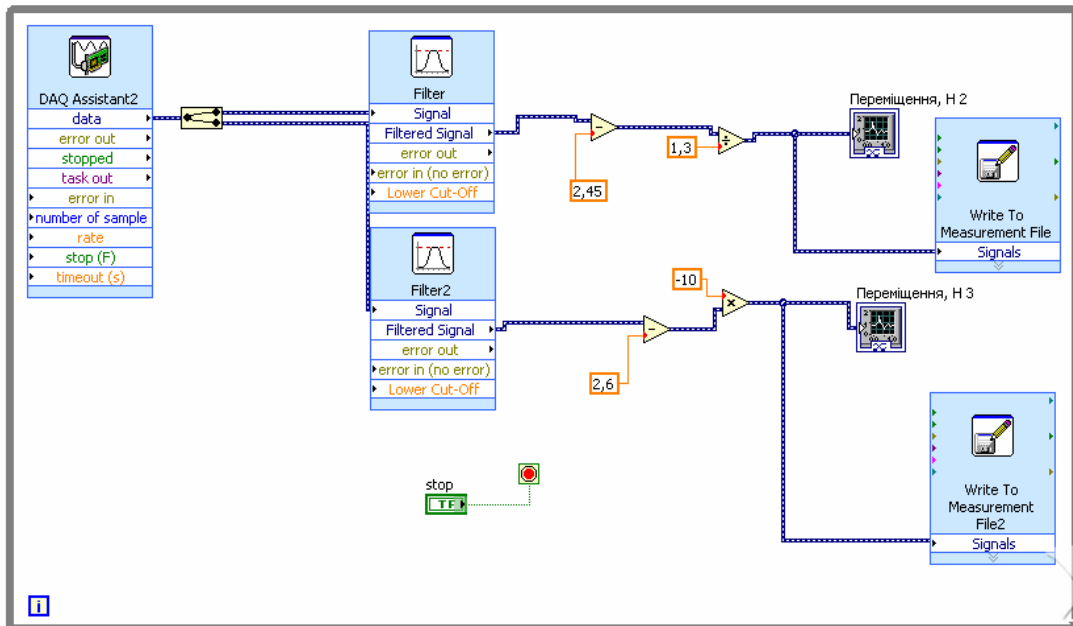 DAQ Assistant2
data
error out
stopped
task out
error in
number of sample
rate
stop (F)
timeout (s)
Filter
Signal
Filtered Signal
error out
error in (no error)
Lower Cut-Off
2,45
1,3
Переміщення, Н 2
Write To
Measurement File
Signals
Filter2
Signal
Filtered Signal
error out
error in (no error)
Lower Cut-Off
2,6
-10
Переміщення, Н 3
Write To
Measurement
File2
Signals
stop
TF
i